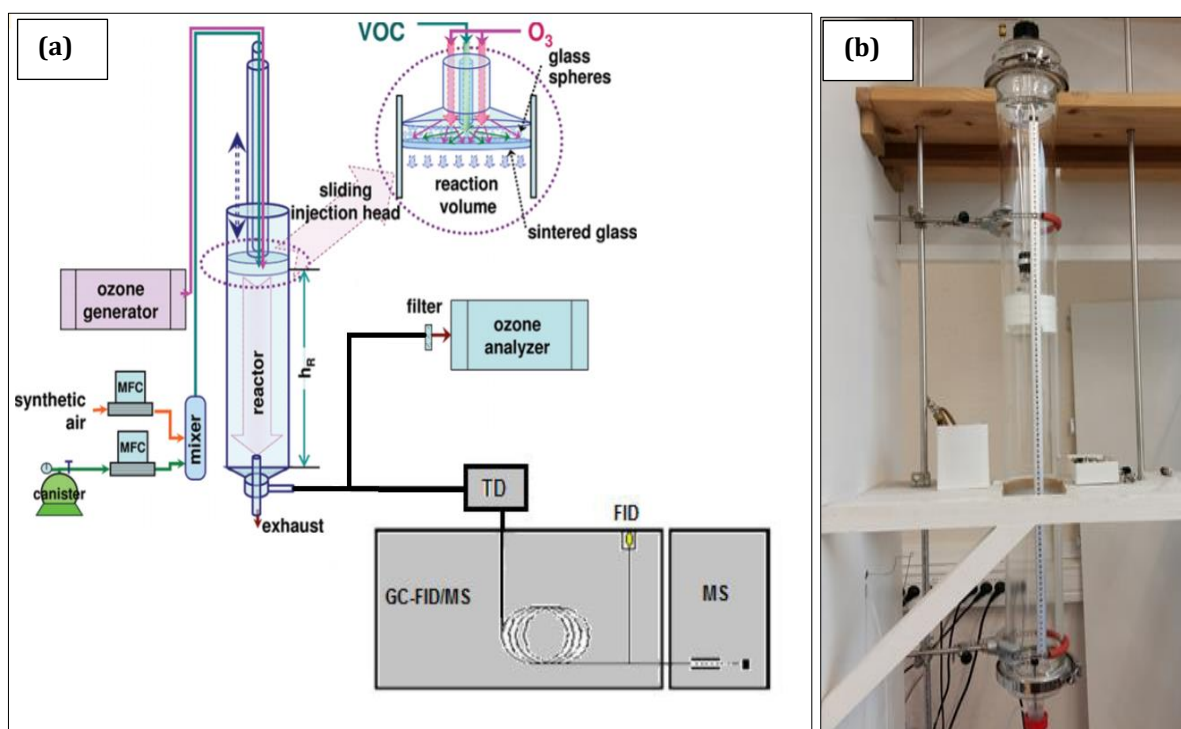 (a)
VOC
O3
glass
spheres
reaction
volume
sintered glass
sliding
injection head
ozone
generator
reactor
hR
filter
ozone
analyzer
MFC
synthetic
air
MFC
mixer
canister
exhaust
TD
FID
GC-FID/MS
MS
(b)